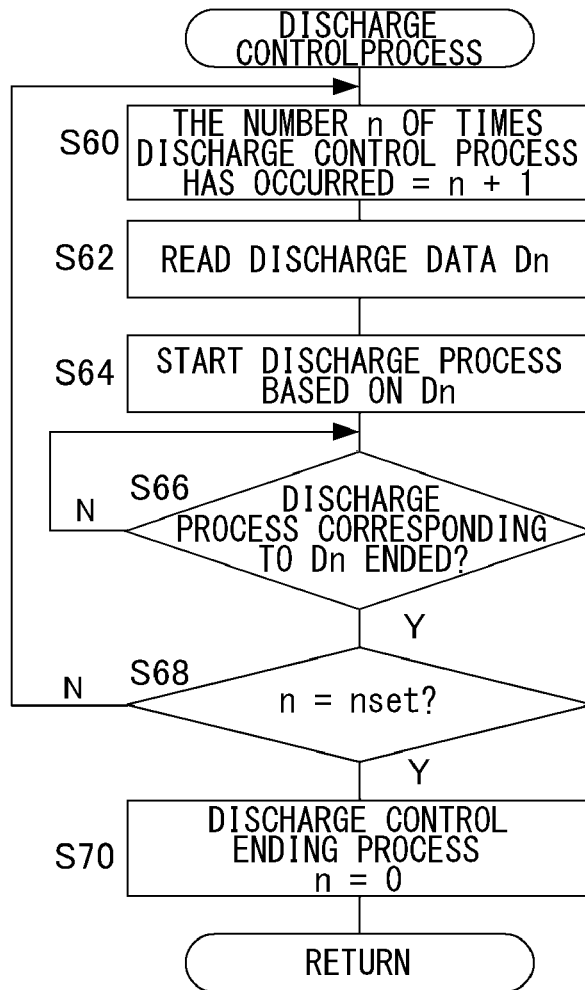 DISCHARGE
CONTROLPROCESS
S60
THE NUMBER n OF TIMES
DISCHARGE CONTROL PROCESS
HAS OCCURRED = n + 1
S62
READ DISCHARGE DATA Dn
S64
START DISCHARGE PROCESS
BASED ON Dn
S66
N
DISCHARGE
PROCESS CORRESPONDING
TO Dn ENDED?
Y
S68
N
n = nset?
Y
S70
DISCHARGE CONTROL
ENDING PROCESS
n = 0
RETURN